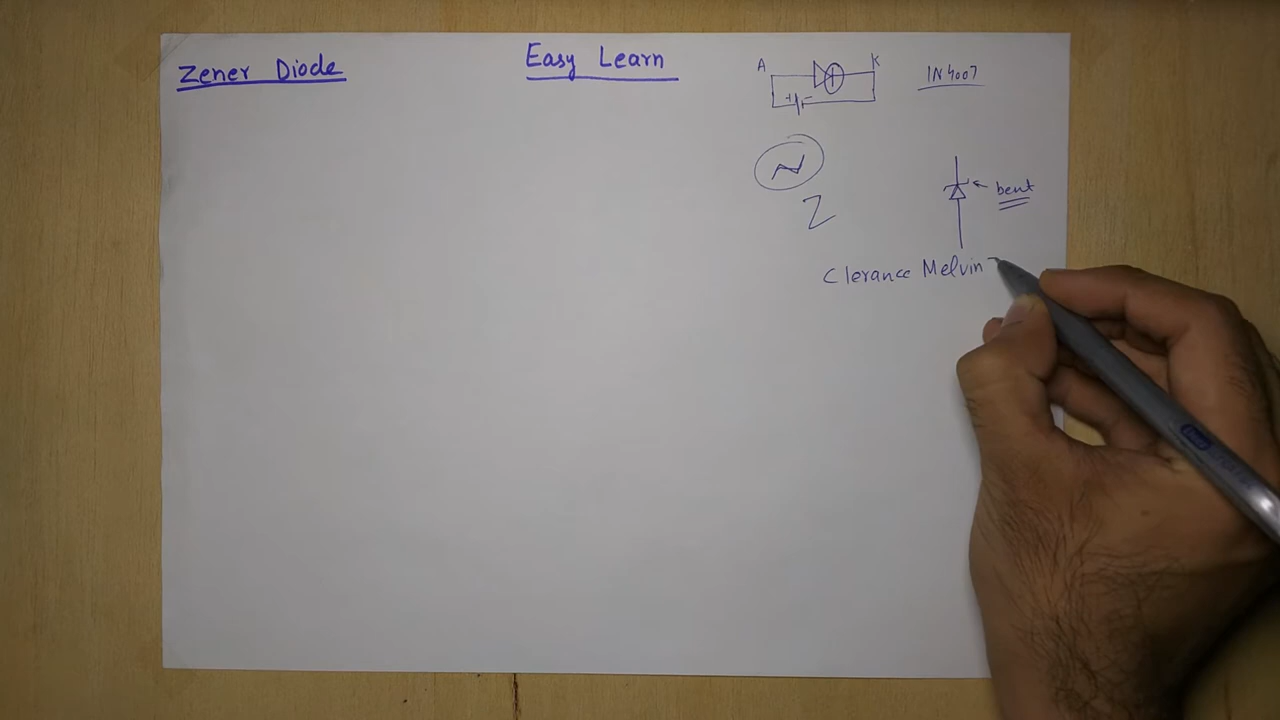 Zener Diode
Easy Learn
A K
+ -
1N4007
Z
bent
Clerance Melvin